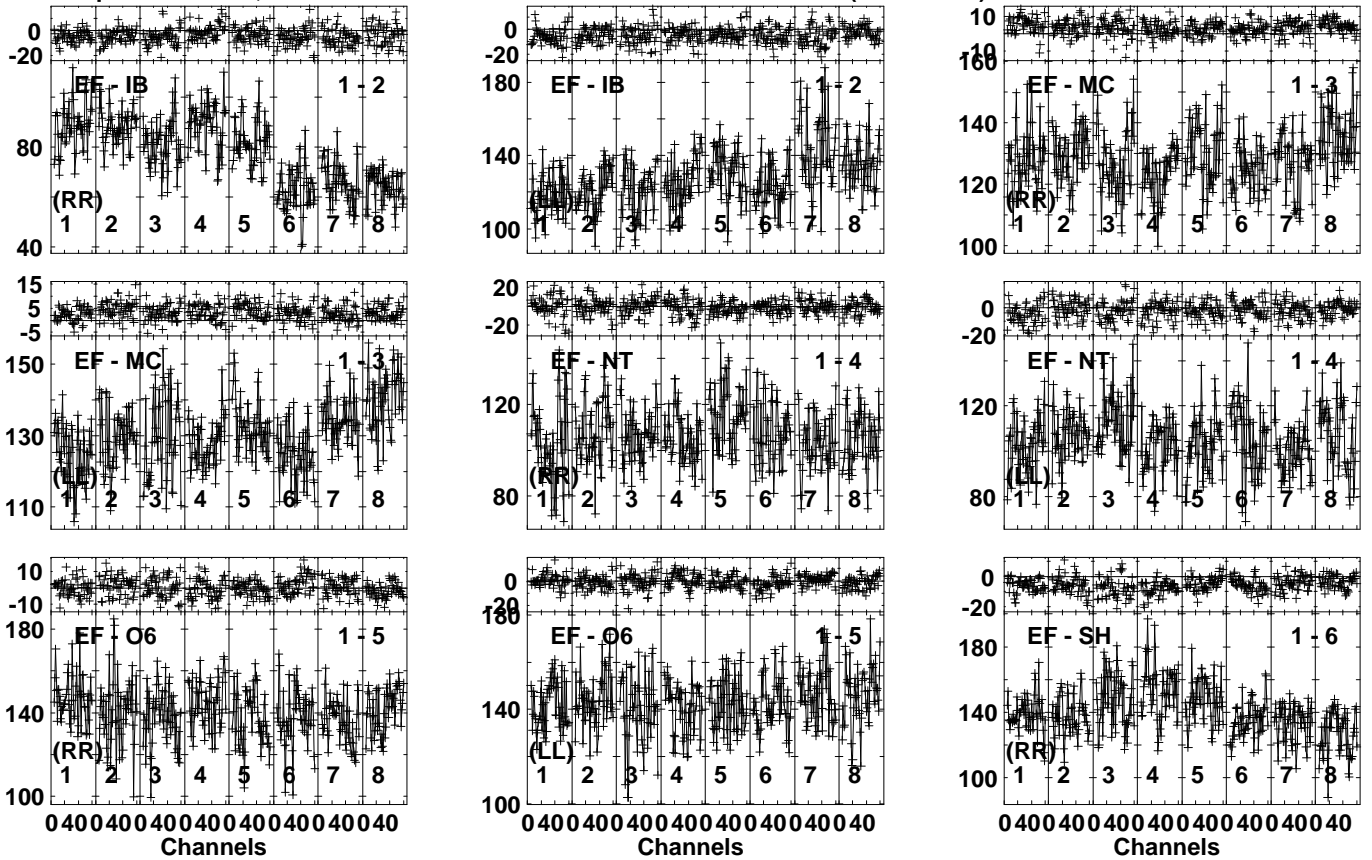 0 0 10
-20 -20 -10
160
EF - IB 1 - 2 180 EF - IB 1 - 2 EF - MC 1 - 3
80 140 140
120
(RR) (LL) (RR)
1 2 3 4 5 6 7 8 1 2 3 4 5 6 7 8 1 2 3 4 5 6 7 8
40 100 100
15 20 0
5
-5 -20 -20
150 EF - MC 1 - 3 EF - NT 1 - 4 EF - NT 1 - 4
130 120 120
(LL) (RR) (LL)
110 1 2 3 4 5 6 7 8 80 1 2 3 4 5 6 7 8 80 1 2 3 4 5 6 7 8
10 0 0
-10 -20 -20
180 EF - O6 1 - 5 180 EF - O6 1 - 5 180 EF - SH 1 - 6
140 140 140
(RR) (LL) (RR)
1 2 3 4 5 6 7 8 1 2 3 4 5 6 7 8 100 1 2 3 4 5 6 7 8
100 100
0 40 0 40 0 40 0 40 0 40 0 40 0 40 0 40 0 40 0 40 0 40 0 40 0 40 0 40 0 40 0 40 0 40 0 40 0 40 0 40 0 40 0 40 0 40 0 40
Channels Channels Channels